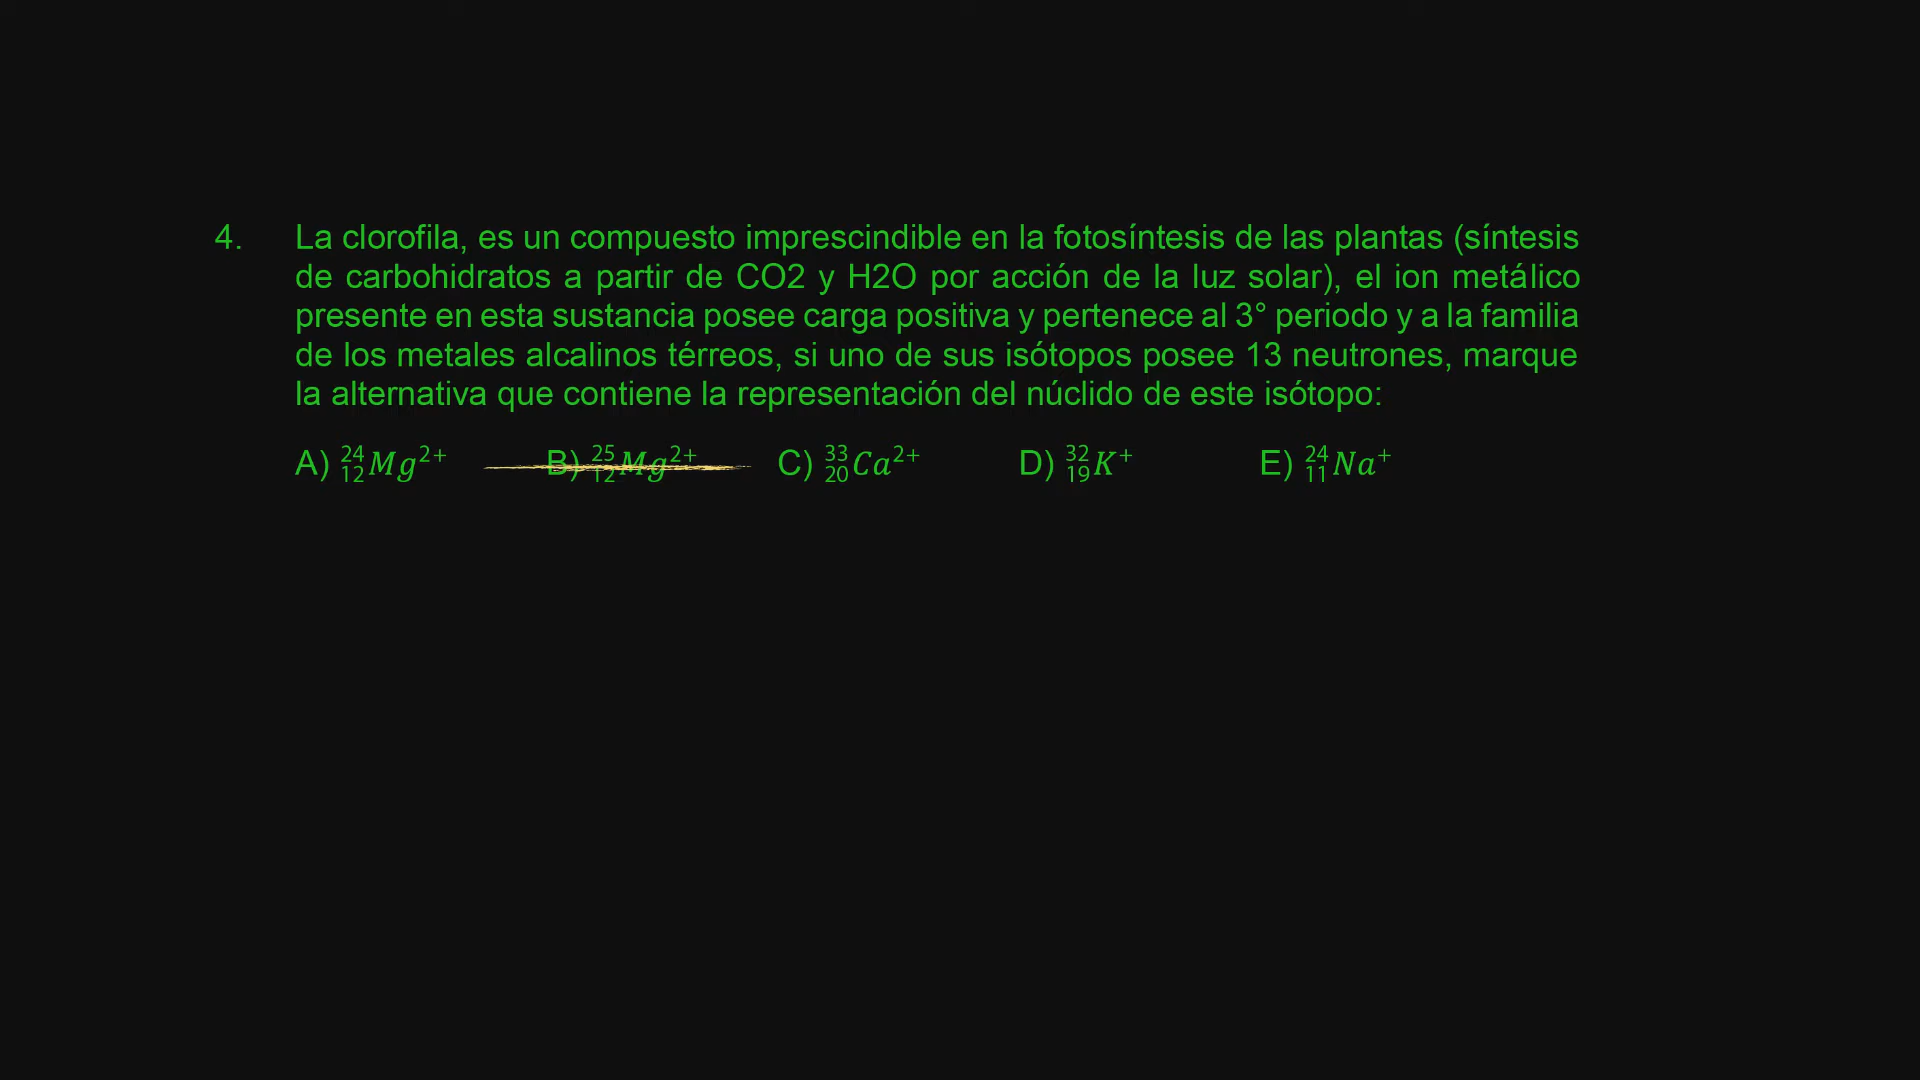 4. La clorofila, es un compuesto imprescindible en la fotosíntesis de las plantas (síntesis
de carbohidratos a partir de CO2 y H2O por acción de la luz solar), el ion metálico
presente en esta sustancia posee carga positiva y pertenece al 3° periodo y a la familia
de los metales alcalinos térreos, si uno de sus isótopos posee 13 neutrones, marque
la alternativa que contiene la representación del núclido de este isótopo:
A) ²⁴₁₂Mg²⁺ B) ²⁵₁₂Mg²⁺ C) ³³₂₀Ca²⁺ D) ³²₁₉K⁺ E) ²⁴₁₁Na⁺